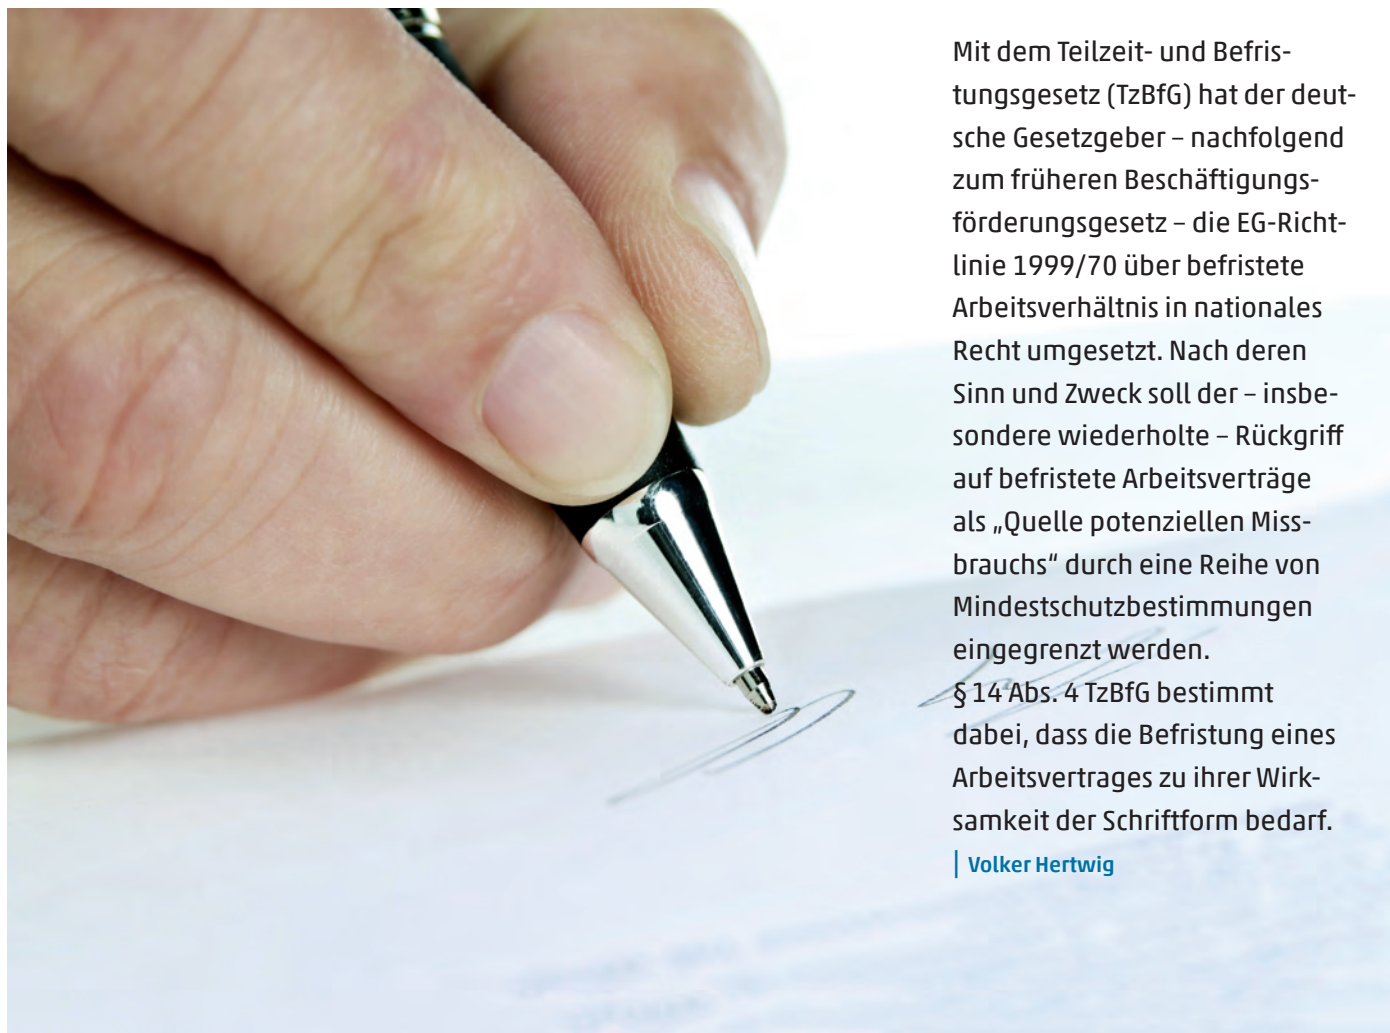 Mit dem Teilzeit- und Befris-
tungsgesetz (TzBfG) hat der deut-
sche Gesetzgeber – nachfolgend
zum früheren Beschäftigungs-
förderungsgesetz – die EG-Richt-
linie 1999/70 über befristete
Arbeitsverhältnis in nationales
Recht umgesetzt. Nach deren
Sinn und Zweck soll der – insbe-
sondere wiederholte – Rückgriff
auf befristete Arbeitsverträge
als „Quelle potenziellen Miss-
brauchs“ durch eine Reihe von
Mindestschutzbestimmungen
eingegrenzt werden.
§ 14 Abs. 4 TzBfG bestimmt
dabei, dass die Befristung eines
Arbeitsvertrages zu ihrer Wirk-
samkeit der Schriftform bedarf.
| Volker Hertwig